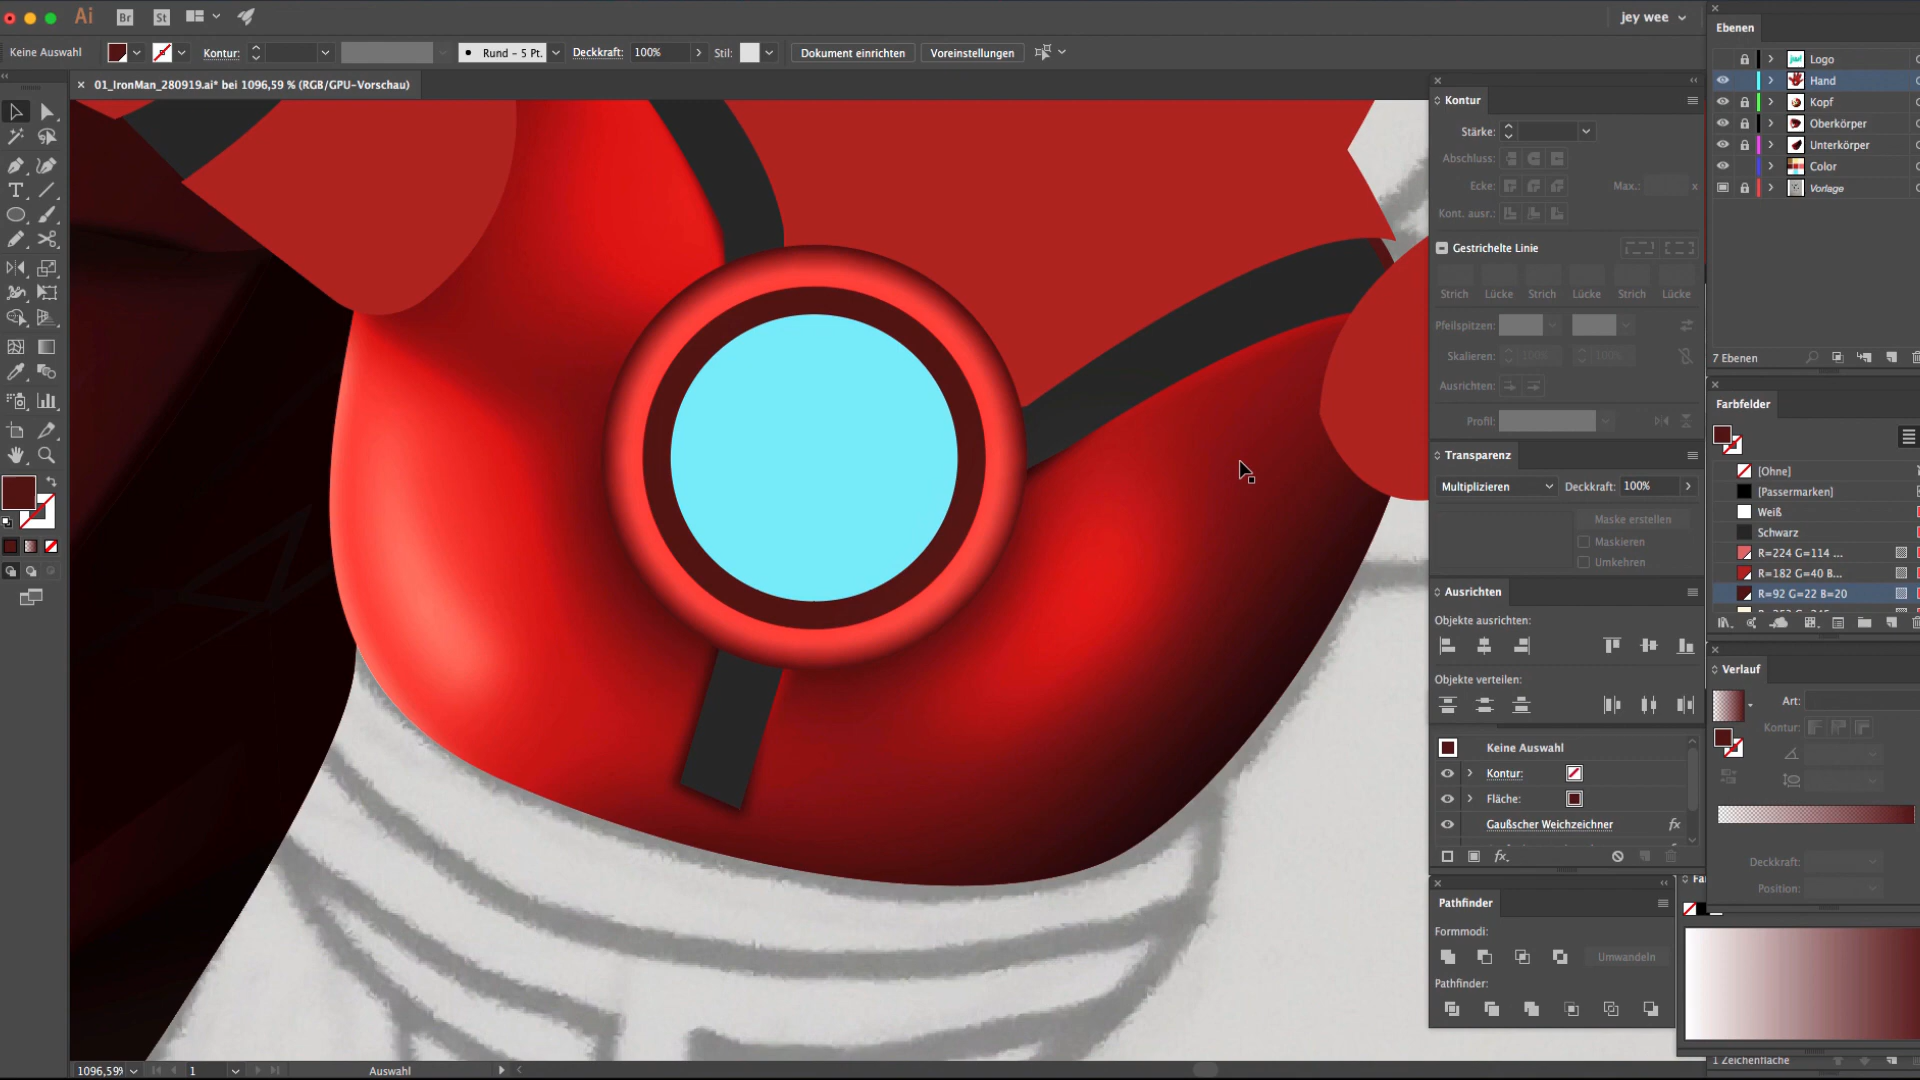 Ai Br St
jey wee
Keine Auswahl
Kontur:
Rund - 5 Pt.
Deckkraft: 100%
Stil:
Dokument einrichten
Voreinstellungen
× 01_IronMan_280919.ai* bei 1096,59 % (RGB/GPU-Vorschau)
Ebenen
Logo
Hand
Kopf
Oberkörper
Unterkörper
Color
Vorlage
7 Ebenen
Kontur
Stärke:
Abschluss:
Ecke:
Max.:
x
Kont. ausr.:
Gestrichelte Linie
Strich Lücke Strich Lücke Strich Lücke
Pfeilspitzen:
Skalieren: 100% 100%
Ausrichten:
Profil:
Transparenz
Multiplizieren Deckkraft: 100%
Maske erstellen
Maskieren
Umkehren
Ausrichten
Objekte ausrichten:
Objekte verteilen:
Keine Auswahl
Kontur:
Fläche:
Gaußscher Weichzeichner fx
fx.
Pathfinder
Formmodi:
Umwandeln
Pathfinder:
Farbfelder
[Ohne]
[Passermarken]
Weiß
Schwarz
R=224 G=114 ...
R=182 G=40 B...
R=92 G=22 B=20
Verlauf
Art:
Kontur:
Deckkraft:
Position:
Fa
1 Zeichenfläche
1096,59%
1
Auswahl